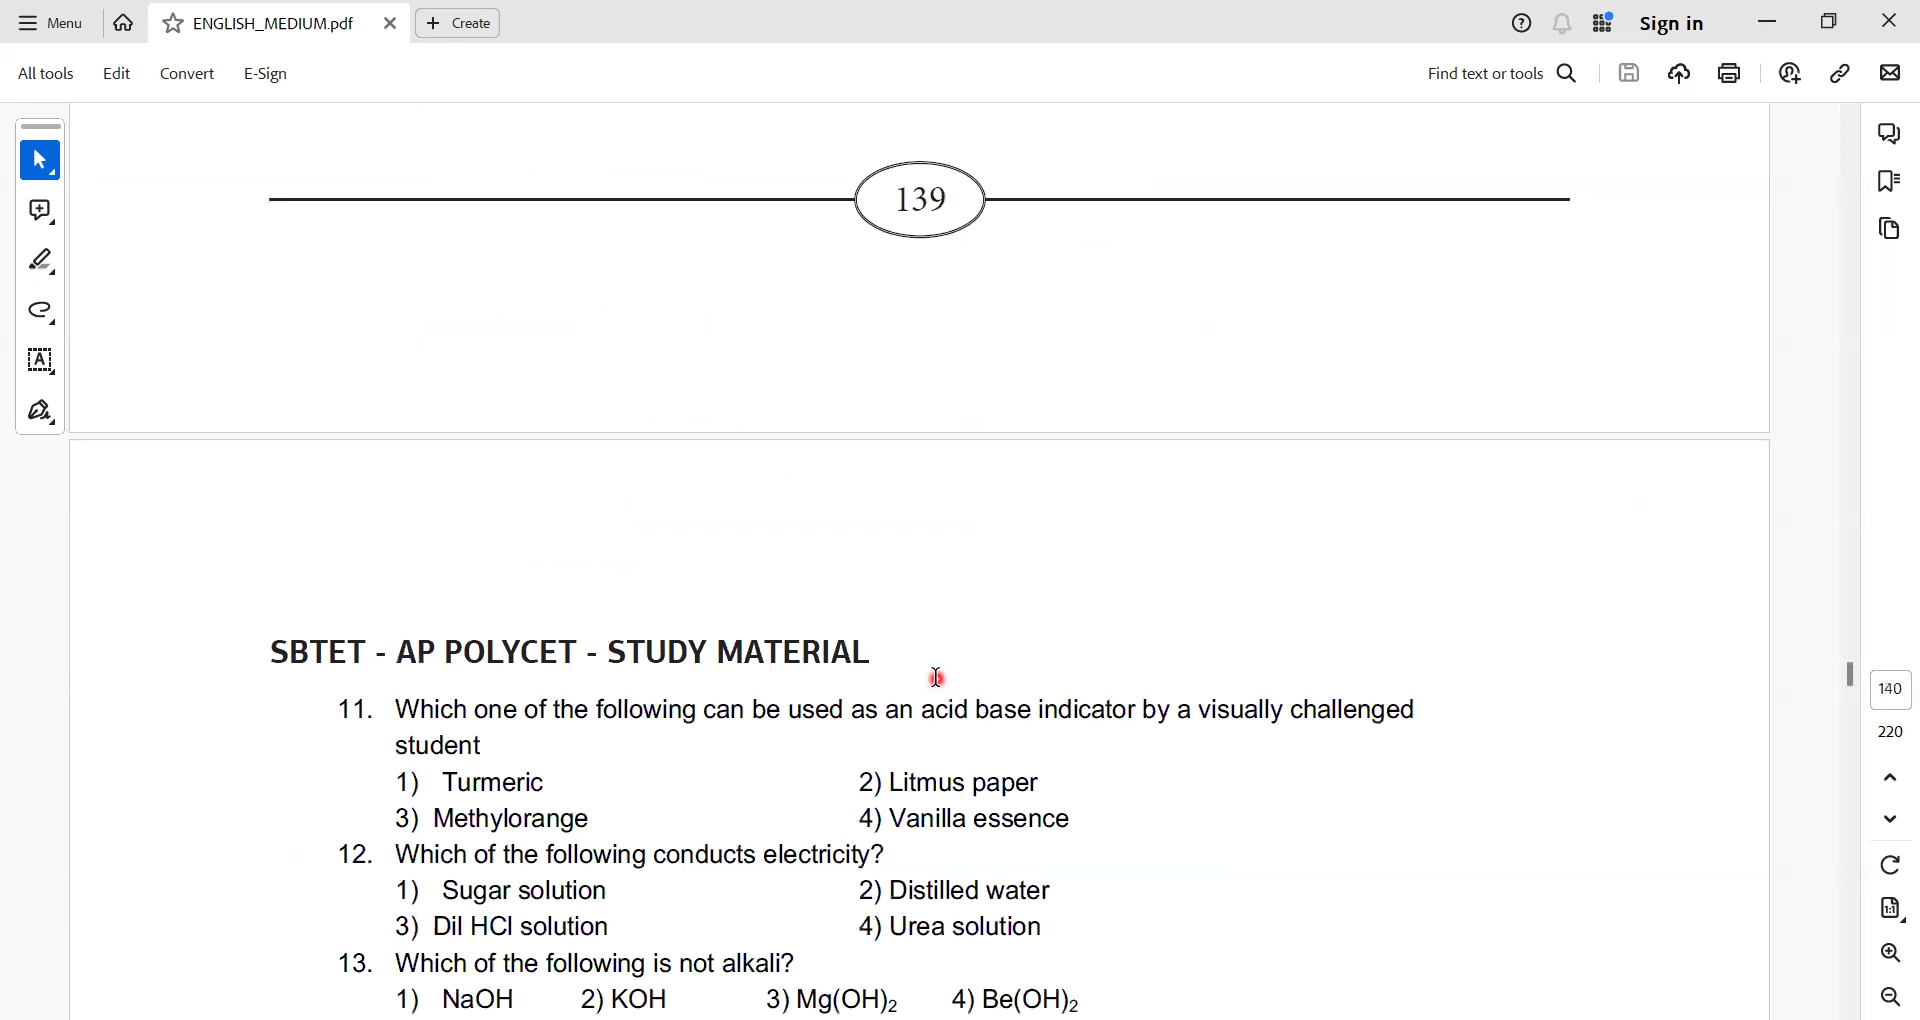 Menu
ENGLISH_MEDIUM.pdf
+ Create
Sign in
All tools Edit Convert E-Sign
Find text or tools
139
SBTET - AP POLYCET - STUDY MATERIAL
11. Which one of the following can be used as an acid base indicator by a visually challenged
student
1) Turmeric 2) Litmus paper
3) Methylorange 4) Vanilla essence
12. Which of the following conducts electricity?
1) Sugar solution 2) Distilled water
3) Dil HCl solution 4) Urea solution
13. Which of the following is not alkali?
1) NaOH 2) KOH 3) Mg(OH)₂ 4) Be(OH)₂
140
220